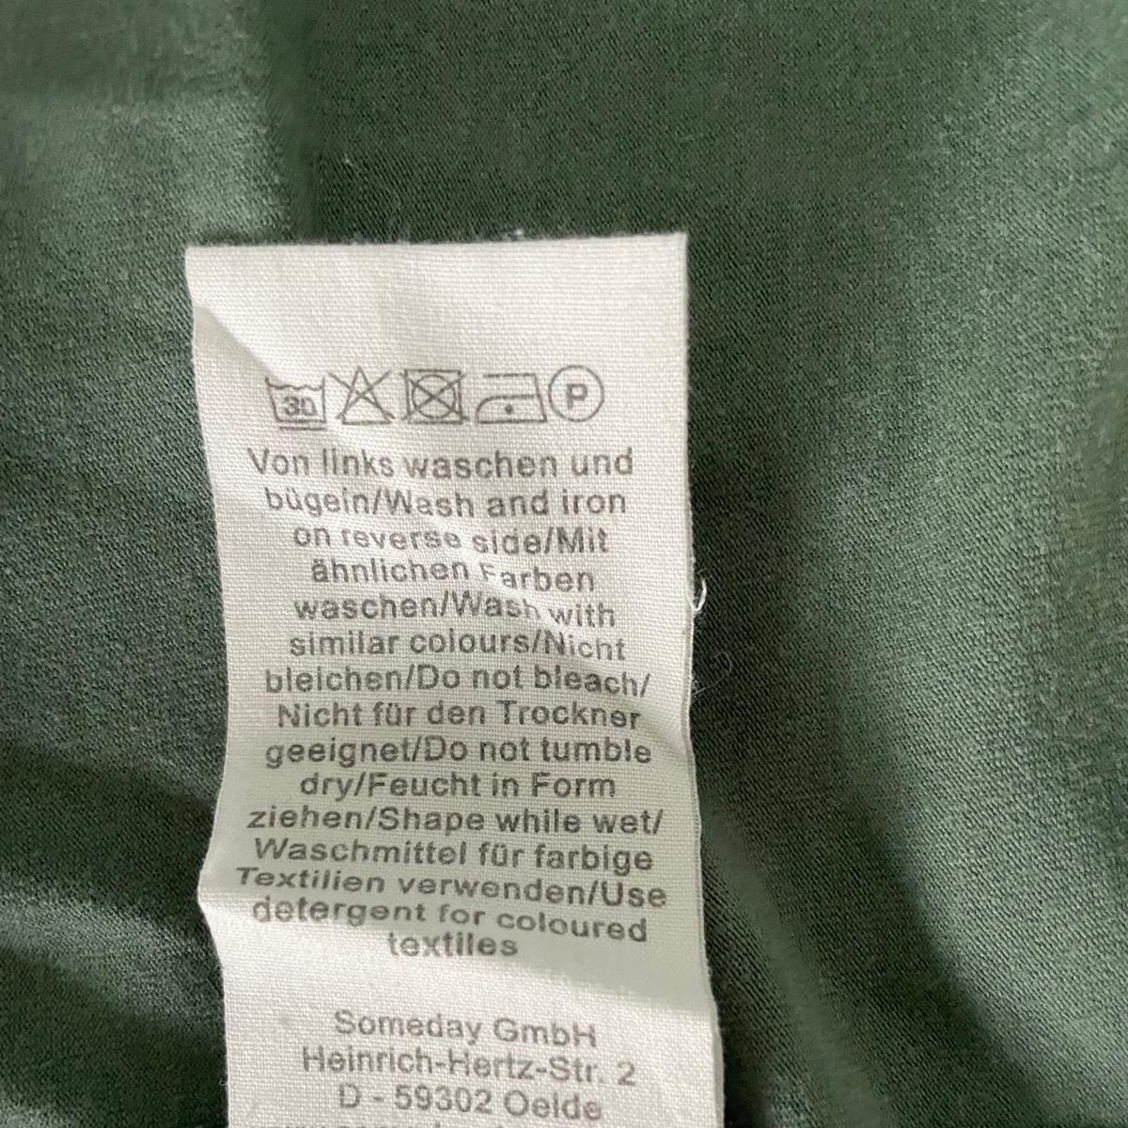 30 P
Von links waschen und
bügeln/Wash and iron
on reverse side/Mit
ähnlichen Farben
waschen/Wash with
similar colours/Nicht
bleichen/Do not bleach/
Nicht für den Trockner
geeignet/Do not tumble
dry/Feucht in Form
ziehen/Shape while wet/
Waschmittel für farbige
Textilien verwenden/Use
detergent for coloured
textiles
Someday GmbH
Heinrich-Hertz-Str. 2
D - 59302 Oelde